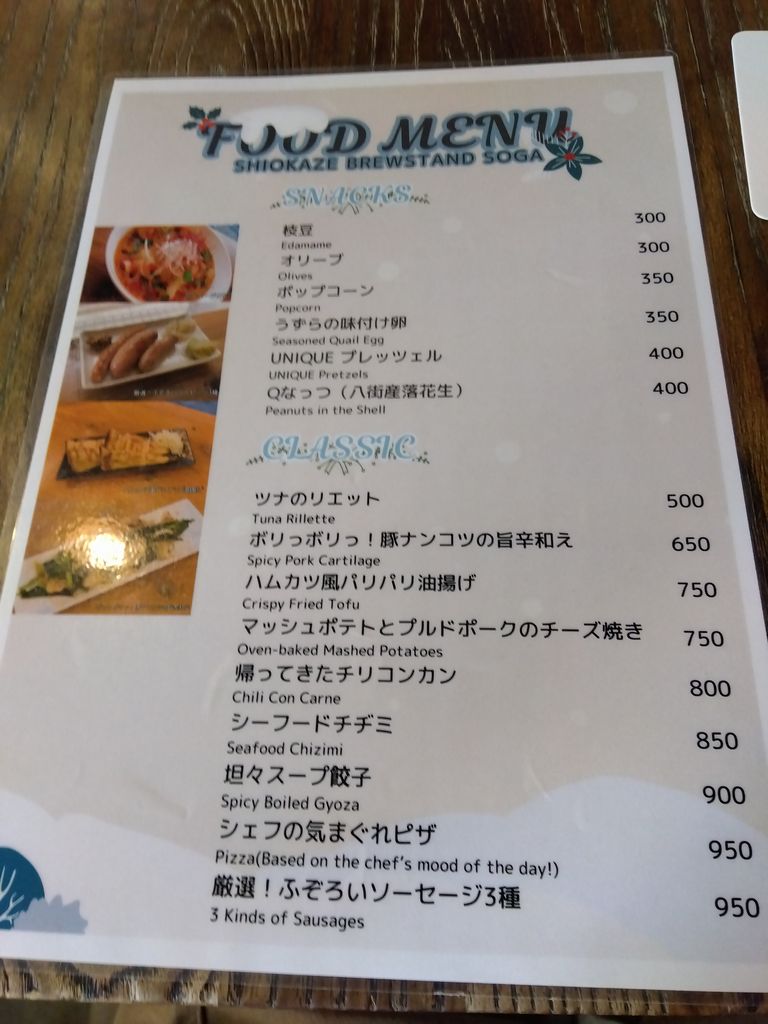 FOOD MENU
SHIOKAZE BREWSTAND SOGA
SNACKS
枝豆 300
Edamame
オリーブ 300
Olives
ポップコーン 350
Popcorn
うずらの味付け卵 350
Seasoned Quail Egg
UNIQUE プレッツェル 400
UNIQUE Pretzels
Qなっつ（八街産落花生） 400
Peanuts in the Shell
CLASSIC
ツナのリエット 500
Tuna Rillette
ボリっボリっ！豚ナンコツの旨辛和え 650
Spicy Pork Cartilage
ハムカツ風パリパリ油揚げ 750
Crispy Fried Tofu
マッシュポテトとプルドポークのチーズ焼き 750
Oven-baked Mashed Potatoes
帰ってきたチリコンカン 800
Chili Con Carne
シーフードチヂミ 850
Seafood Chizimi
坦々スープ餃子 900
Spicy Boiled Gyoza
シェフの気まぐれピザ 950
Pizza(Based on the chef's mood of the day!)
厳選！ふぞろいソーセージ3種 950
3 Kinds of Sausages